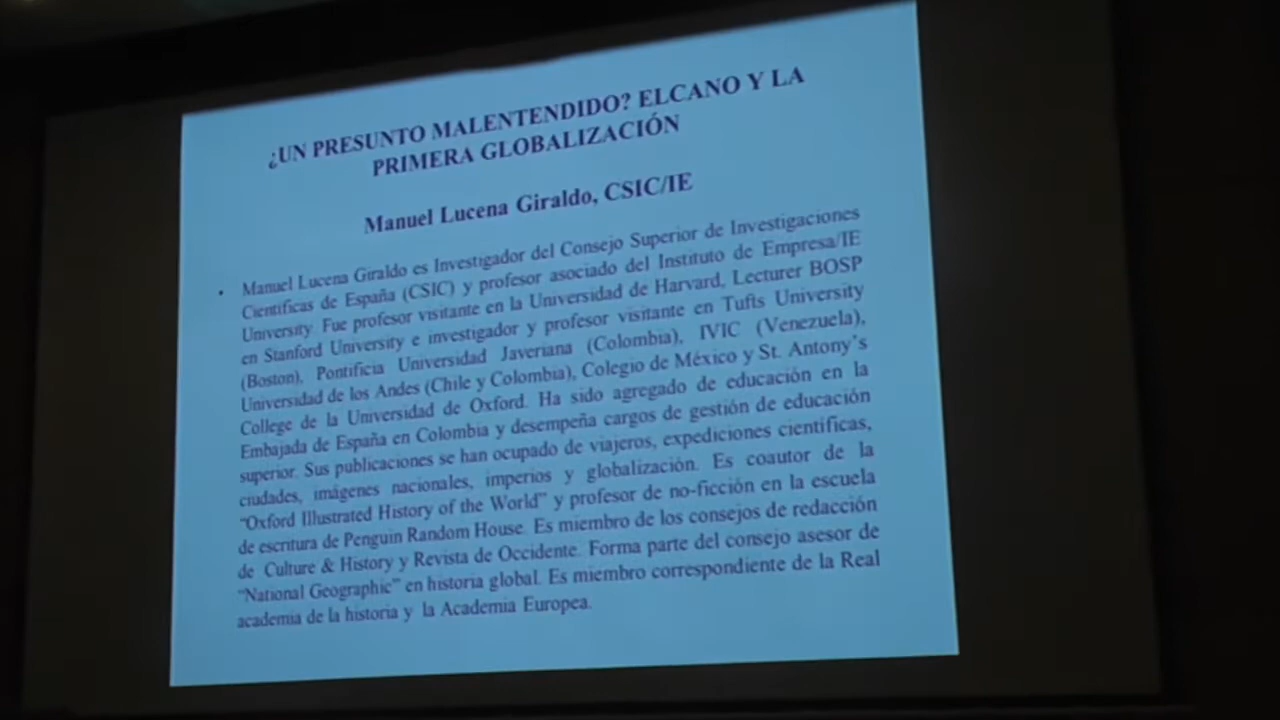 ¿UN PRESUNTO MALENTENDIDO? ELCANO Y LA
PRIMERA GLOBALIZACIÓN
Manuel Lucena Giraldo, CSIC/IE
• Manuel Lucena Giraldo es Investigador del Consejo Superior de Investigaciones
Científicas de España (CSIC) y profesor asociado del Instituto de Empresa/IE
University. Fue profesor visitante en la Universidad de Harvard, Lecturer BOSP
en Stanford University e investigador y profesor visitante en Tufts University
(Boston), Pontificia Universidad Javeriana (Colombia), IVIC (Venezuela),
Universidad de los Andes (Chile y Colombia), Colegio de México y St. Antony's
College de la Universidad de Oxford. Ha sido agregado de educación en la
Embajada de España en Colombia y desempeña cargos de gestión de educación
superior. Sus publicaciones se han ocupado de viajeros, expediciones científicas,
ciudades, imágenes nacionales, imperios y globalización. Es coautor de la
“Oxford Illustrated History of the World” y profesor de no-ficción en la escuela
de escritura de Penguin Random House. Es miembro de los consejos de redacción
de Culture & History y Revista de Occidente. Forma parte del consejo asesor de
“National Geographic” en historia global. Es miembro correspondiente de la Real
academia de la historia y la Academia Europea.